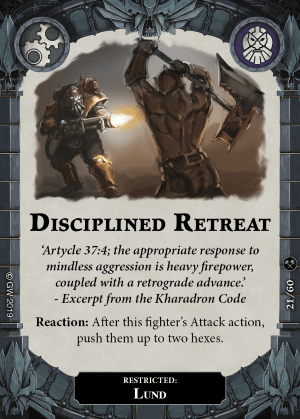 DISCIPLINED RETREAT
‘Artycle 37:4; the appropriate response to
mindless aggression is heavy firepower,
coupled with a retrograde advance.’
- Excerpt from the Kharadron Code
Reaction: After this fighter’s Attack action,
push them up to two hexes.
RESTRICTED:
LUND
© GW 2019
21/60